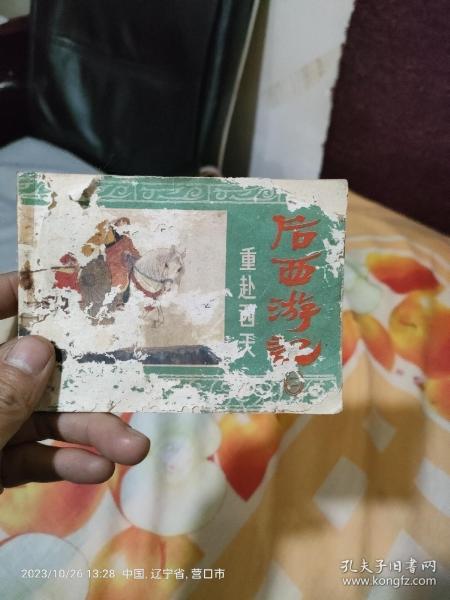 后西游記
重赴西天
2023/10/26 13:28 中国, 辽宁省, 营口市
孔夫子旧书网
www.kongfz.com